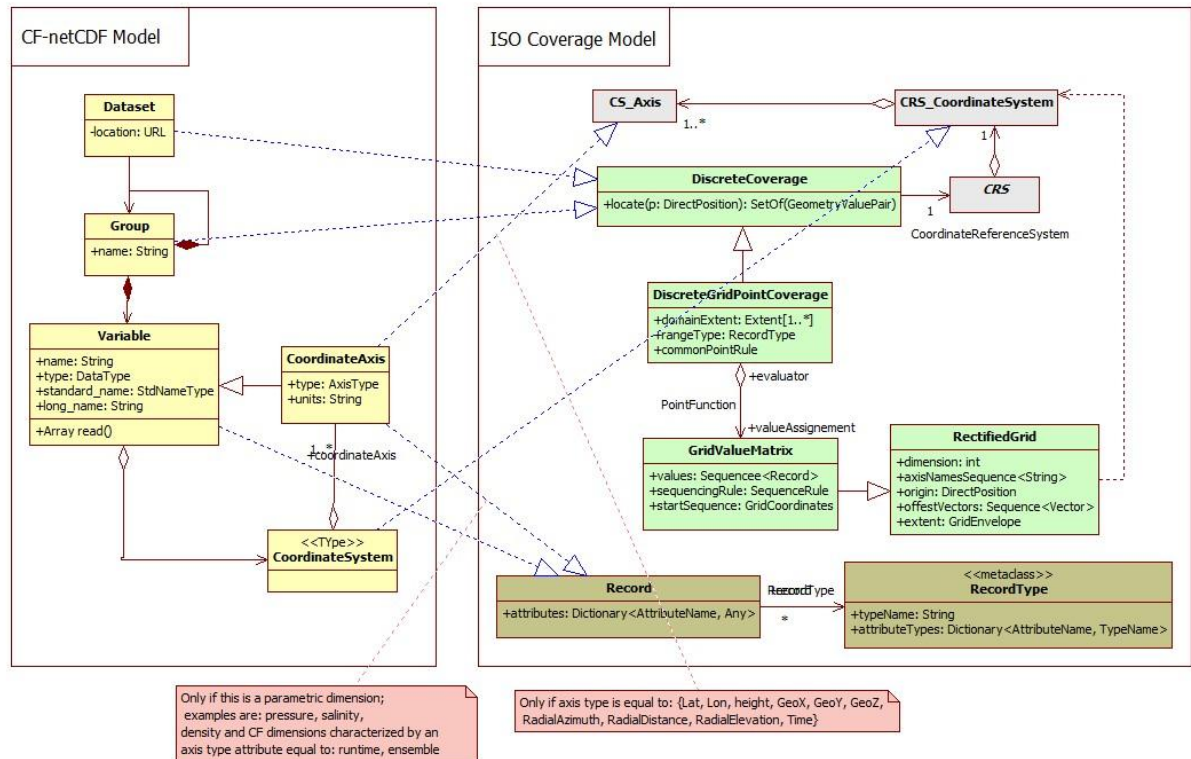 CF-netCDF Model
Dataset
-location: URL
Group
+name: String
Variable
+name: String
+type: DataType
+standard_name: StdNameType
+long_name: String
+Array read()
CoordinateAxis
+type: AxisType
+units: String
1..*
+coordinateAxis
<<TYpe>>
CoordinateSystem
ISO Coverage Model
CS_Axis
1..*
CRS_CoordinateSystem
1
DiscreteCoverage
+locate(p: DirectPosition): SetOf(GeometryValuePair)
CRS
1
CoordinateReferenceSystem
DiscreteGridPointCoverage
+domainExtent: Extent[1..*]
+rangeType: RecordType
+commonPointRule
+evaluator
PointFunction
+valueAssignement
GridValueMatrix
+values: Sequencee<Record>
+sequencingRule: SequenceRule
+startSequence: GridCoordinates
RectifiedGrid
+dimension: int
+axisNamesSequence<String>
+origin: DirectPosition
+offestVectors: Sequence<Vector>
+extent: GridEnvelope
Record
+attributes: Dictionary<AttributeName, Any>
*
<<metaclass>>
RecordType
+typeName: String
+attributeTypes: Dictionary<AttributeName, TypeName>
Only if this is a parametric dimension;
examples are: pressure, salinity,
density and CF dimensions characterized by an
axis type attribute equal to: runtime, ensemble
Only if axis type is equal to: {Lat, Lon, height, GeoX, GeoY, GeoZ,
RadialAzimuth, RadialDistance, RadialElevation, Time}